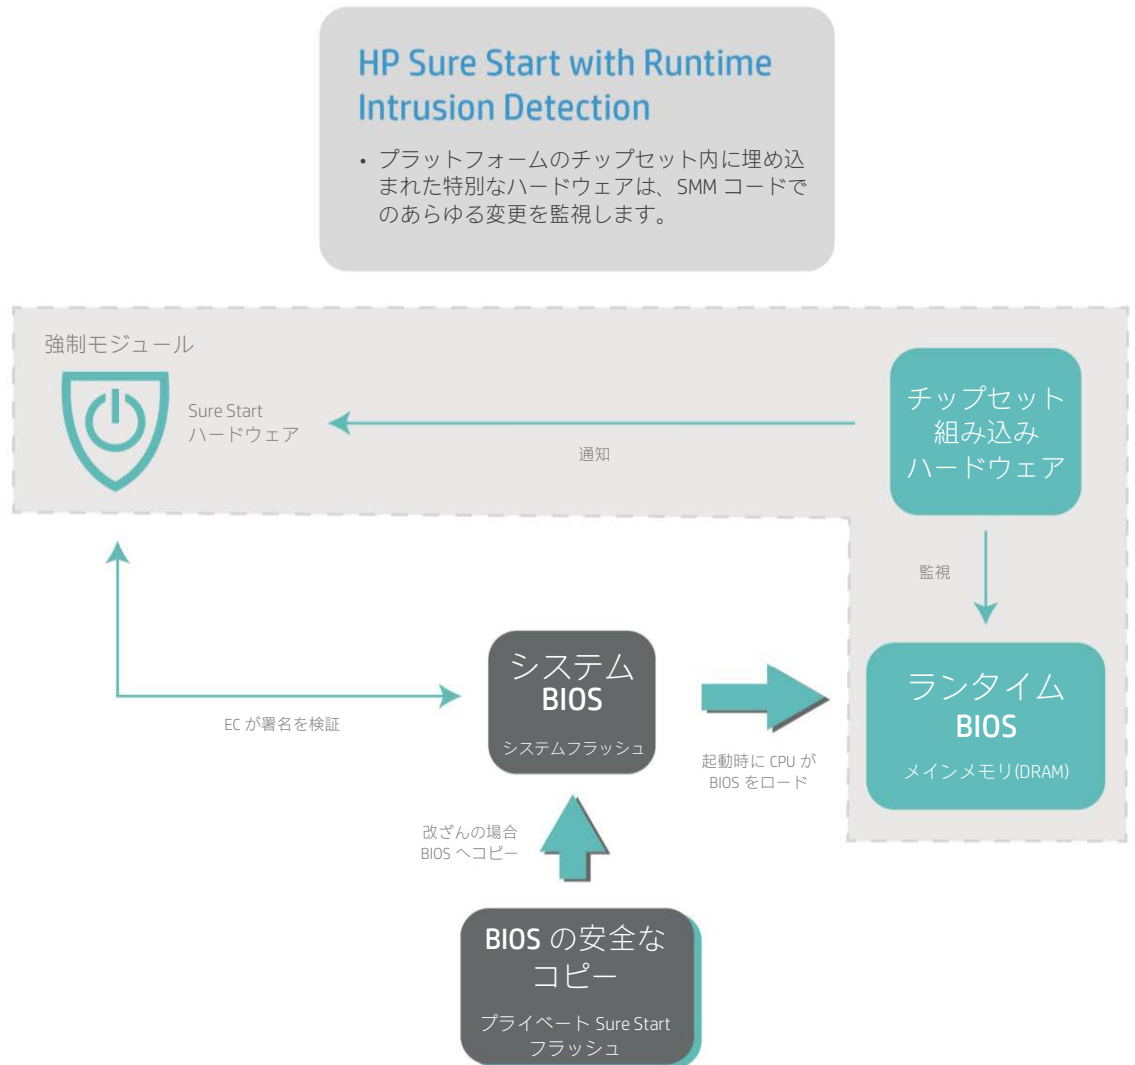 HP Sure Start with Runtime
Intrusion Detection
• プラットフォームのチップセット内に埋め込
まれた特別なハードウェアは、SMM コードで
のあらゆる変更を監視します。
強制モジュール
Sure Start
ハードウェア
通知
チップセット
組み込み
ハードウェア
監視
システム
BIOS
システムフラッシュ
ランタイム
BIOS
メインメモリ(DRAM)
EC が署名を検証
起動時に CPU が
BIOS をロード
改ざんの場合
BIOS へコピー
BIOS の安全な
コピー
プライベート Sure Start
フラッシュ